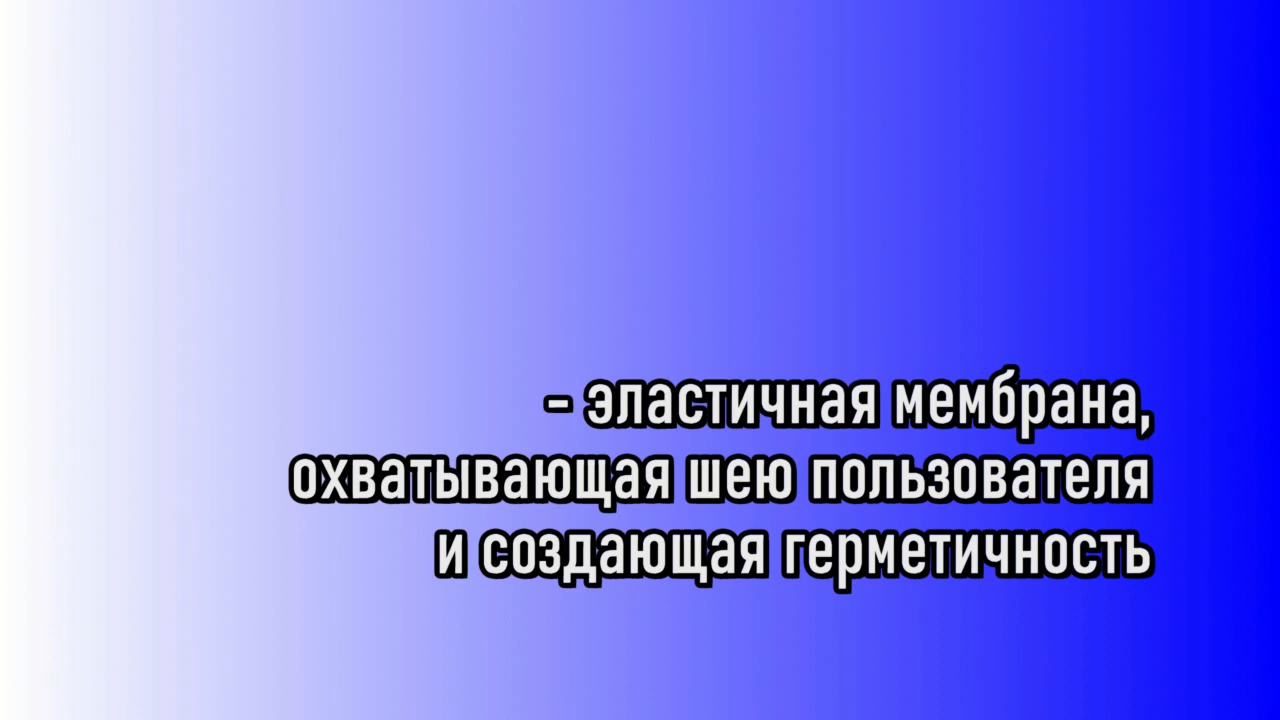 - эластичная мембрана,
охватывающая шею пользователя
и создающая герметичность